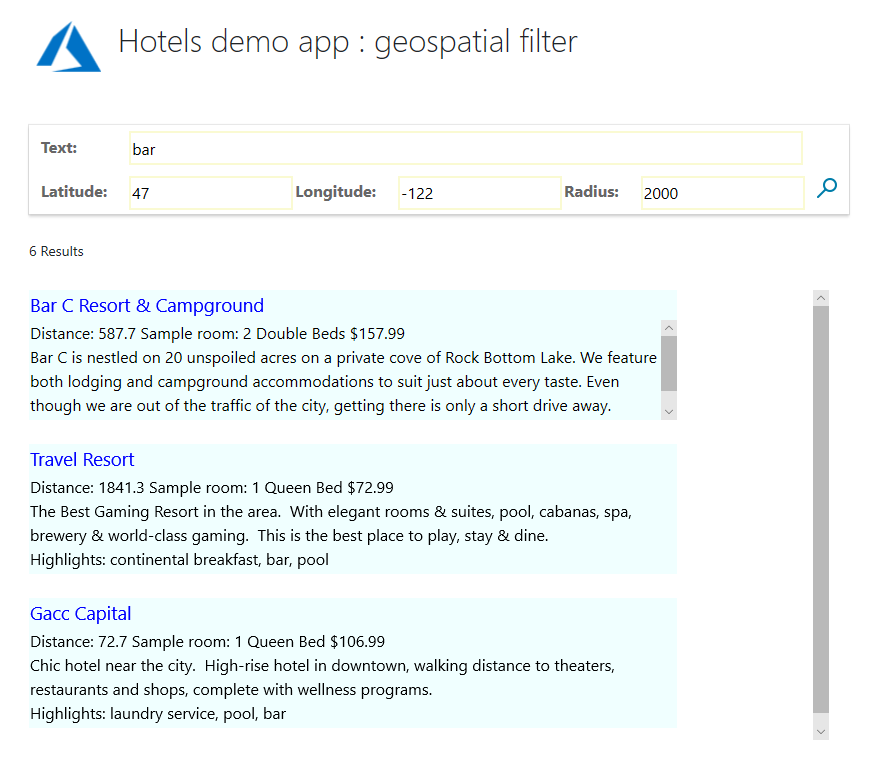 Hotels demo app : geospatial filter
Text: bar
Latitude: 47 Longitude: -122 Radius: 2000
6 Results
Bar C Resort & Campground
Distance: 587.7 Sample room: 2 Double Beds $157.99
Bar C is nestled on 20 unspoiled acres on a private cove of Rock Bottom Lake. We feature
both lodging and campground accommodations to suit just about every taste. Even
though we are out of the traffic of the city, getting there is only a short drive away.
Travel Resort
Distance: 1841.3 Sample room: 1 Queen Bed $72.99
The Best Gaming Resort in the area.  With elegant rooms & suites, pool, cabanas, spa,
brewery & world-class gaming.  This is the best place to play, stay & dine.
Highlights: continental breakfast, bar, pool
Gacc Capital
Distance: 72.7 Sample room: 1 Queen Bed $106.99
Chic hotel near the city.  High-rise hotel in downtown, walking distance to theaters,
restaurants and shops, complete with wellness programs.
Highlights: laundry service, pool, bar